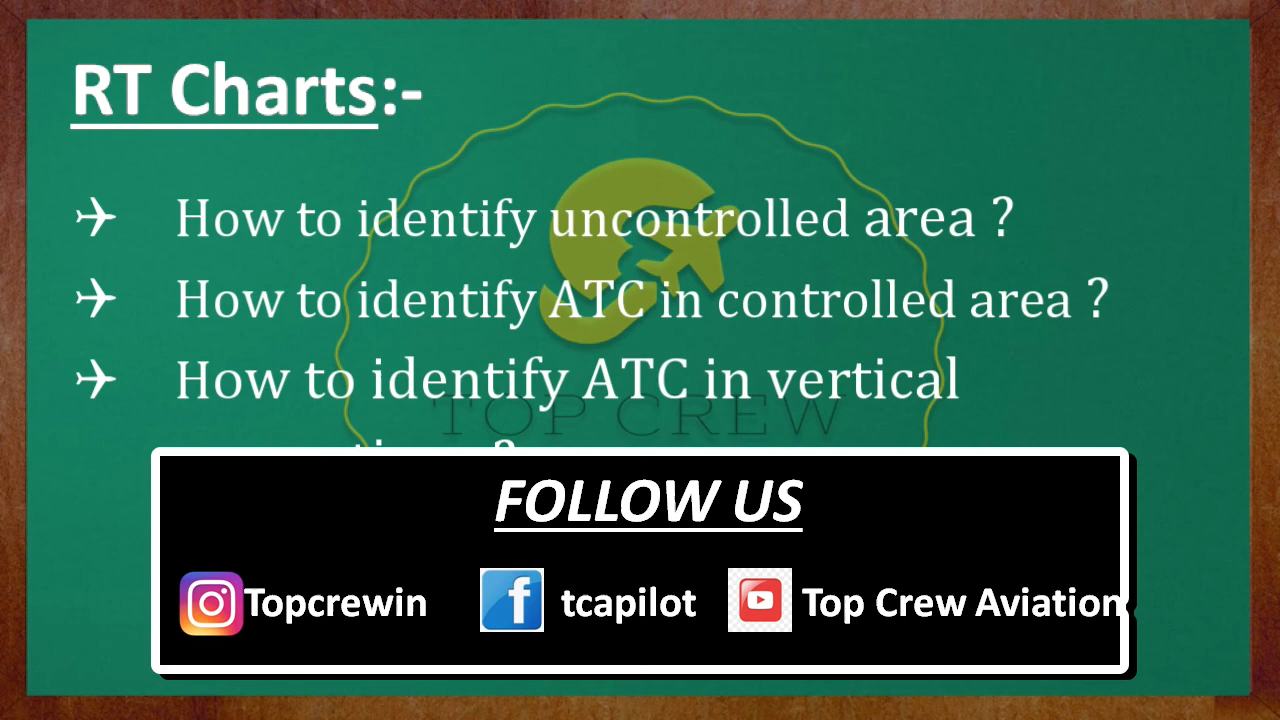 RT Charts:-
How to identify uncontrolled area ?
How to identify ATC in controlled area ?
How to identify ATC in vertical
TOP CREW
FOLLOW US
Topcrewin
tcapilot
Top Crew Aviation